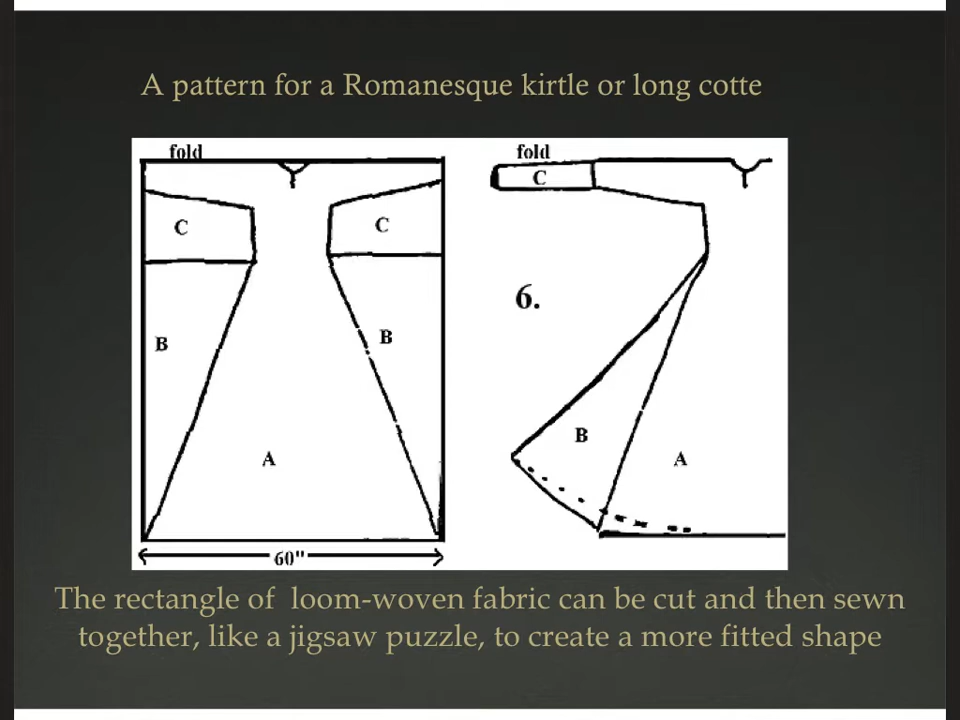 A pattern for a Romanesque kirtle or long cotte
fold
C
C
B
B
A
60"
fold
C
6.
B
A
The rectangle of loom-woven fabric can be cut and then sewn
together, like a jigsaw puzzle, to create a more fitted shape